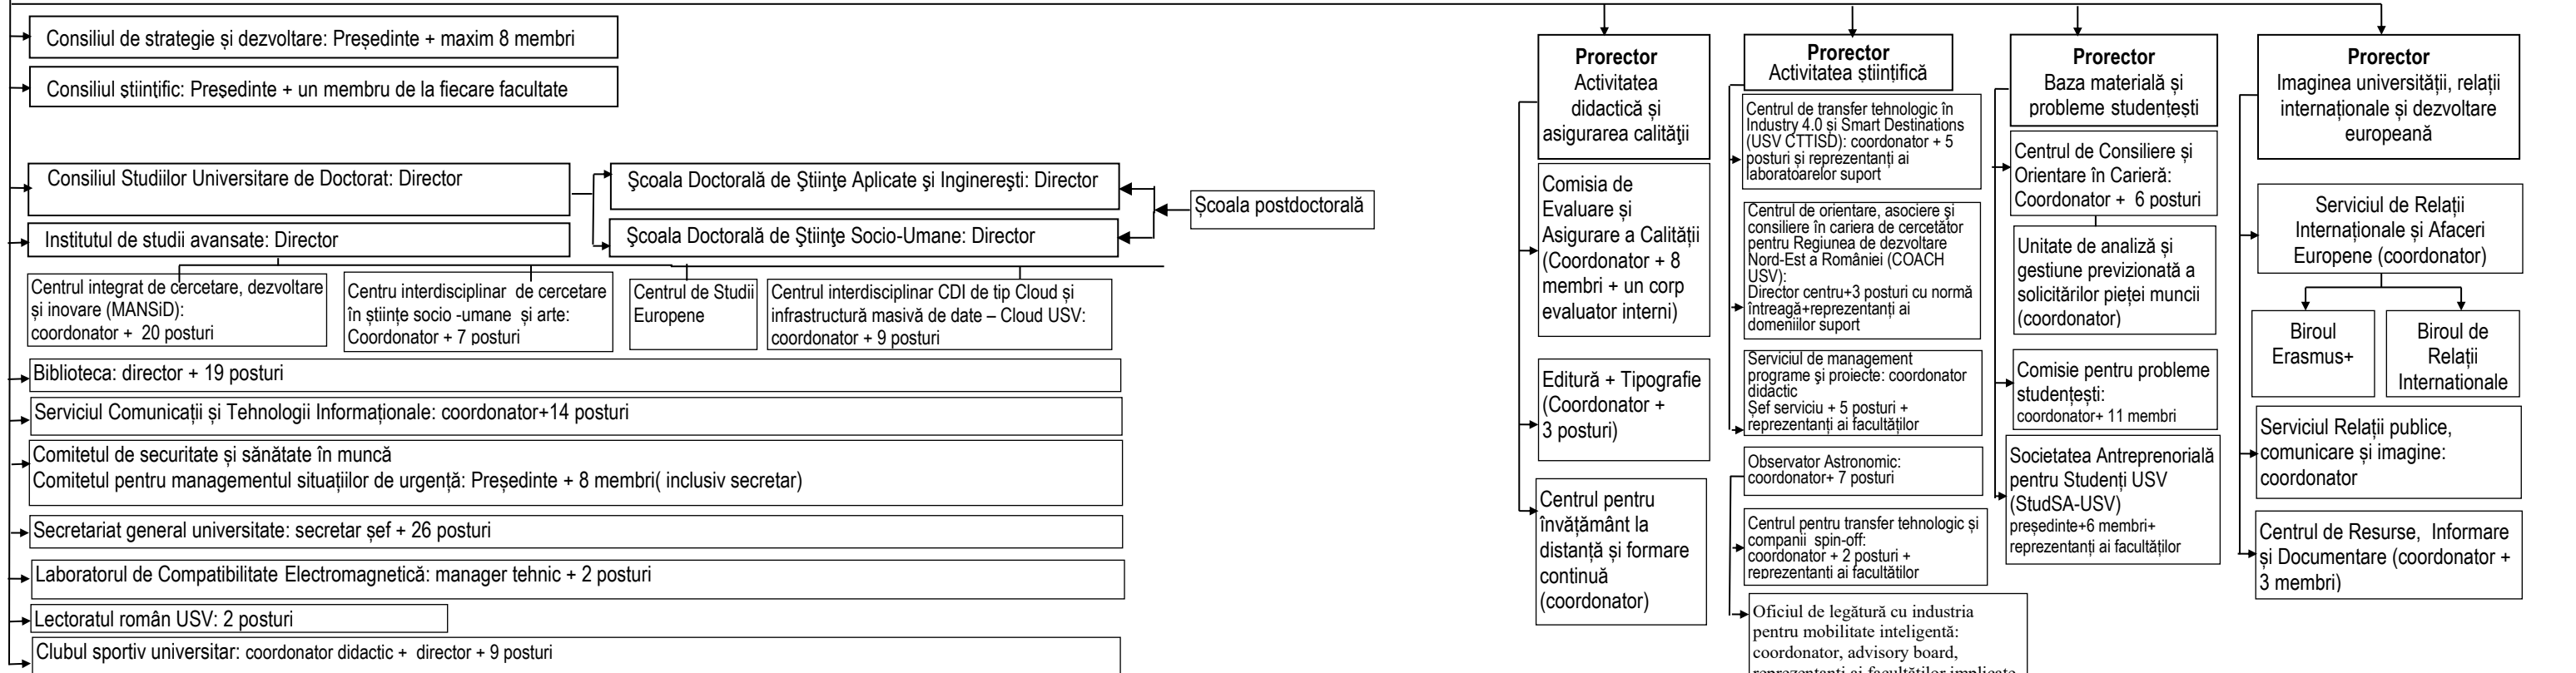 Consiliul de strategie și dezvoltare: Președinte + maxim 8 membri
Consiliul științific: Președinte + un membru de la fiecare facultate
Consiliul Studiilor Universitare de Doctorat: Director
Şcoala Doctorală de Ştiinţe Aplicate şi Inginereşti: Director
Școala postdoctorală
Şcoala Doctorală de Ştiinţe Socio-Umane: Director
Institutul de studii avansate: Director
Centrul integrat de cercetare, dezvoltare
și inovare (MANSiD):
coordonator + 20 posturi
Centru interdisciplinar de cercetare
în științe socio -umane și arte:
Coordonator + 7 posturi
Centrul de Studii
Europene
Centrul interdisciplinar CDI de tip Cloud și
infrastructură masivă de date – Cloud USV:
coordonator + 9 posturi
Biblioteca: director + 19 posturi
Serviciul Comunicații și Tehnologii Informaționale: coordonator+14 posturi
Comitetul de securitate și sănătate în muncă
Comitetul pentru managementul situațiilor de urgență: Președinte + 8 membri( inclusiv secretar)
Secretariat general universitate: secretar șef + 26 posturi
Laboratorul de Compatibilitate Electromagnetică: manager tehnic + 2 posturi
Lectoratul român USV: 2 posturi
Clubul sportiv universitar: coordonator didactic + director + 9 posturi
Prorector
Activitatea
didactică și
asigurarea calităţii
Comisia de
Evaluare și
Asigurare a Calității
(Coordonator + 8
membri + un corp
evaluator interni)
Editură + Tipografie
(Coordonator +
3 posturi)
Centrul pentru
învățământ la
distanță și formare
continuă
(coordonator)
Prorector
Activitatea științifică
Centrul de transfer tehnologic în
Industry 4.0 și Smart Destinations
(USV CTTISD): coordonator + 5
posturi și reprezentanți ai
laboratoarelor suport
Centrul de orientare, asociere şi
consiliere în cariera de cercetător
pentru Regiunea de dezvoltare
Nord-Est a României (COACH
USV):
Director centru+3 posturi cu normă
întreagă+reprezentanți ai
domeniilor suport
Serviciul de management
programe şi proiecte: coordonator
didactic
Șef serviciu + 5 posturi +
reprezentanți ai facultăților
Observator Astronomic:
coordonator+ 7 posturi
Centrul pentru transfer tehnologic și
companii spin-off:
coordonator + 2 posturi +
reprezentanti ai facultătilor
Oficiul de legătură cu industria
pentru mobilitate inteligentă:
coordonator, advisory board,
reprezentanți ai facultăților implicate
Prorector
Baza materială și
probleme studențești
Centrul de Consiliere și
Orientare în Carieră:
Coordonator + 6 posturi
Unitate de analiză și
gestiune previzionată a
solicitărilor pieței muncii
(coordonator)
Comisie pentru probleme
studențești:
coordonator+ 11 membri
Societatea Antreprenorială
pentru Studenți USV
(StudSA-USV)
președinte+6 membri+
reprezentanți ai facultăților
Prorector
Imaginea universității, relații
internaționale și dezvoltare
europeană
Serviciul de Relații
Internaționale și Afaceri
Europene (coordonator)
Biroul
Erasmus+
Biroul de
Relații
Internationale
Serviciul Relații publice,
comunicare și imagine:
coordonator
Centrul de Resurse, Informare
și Documentare (coordonator +
3 membri)